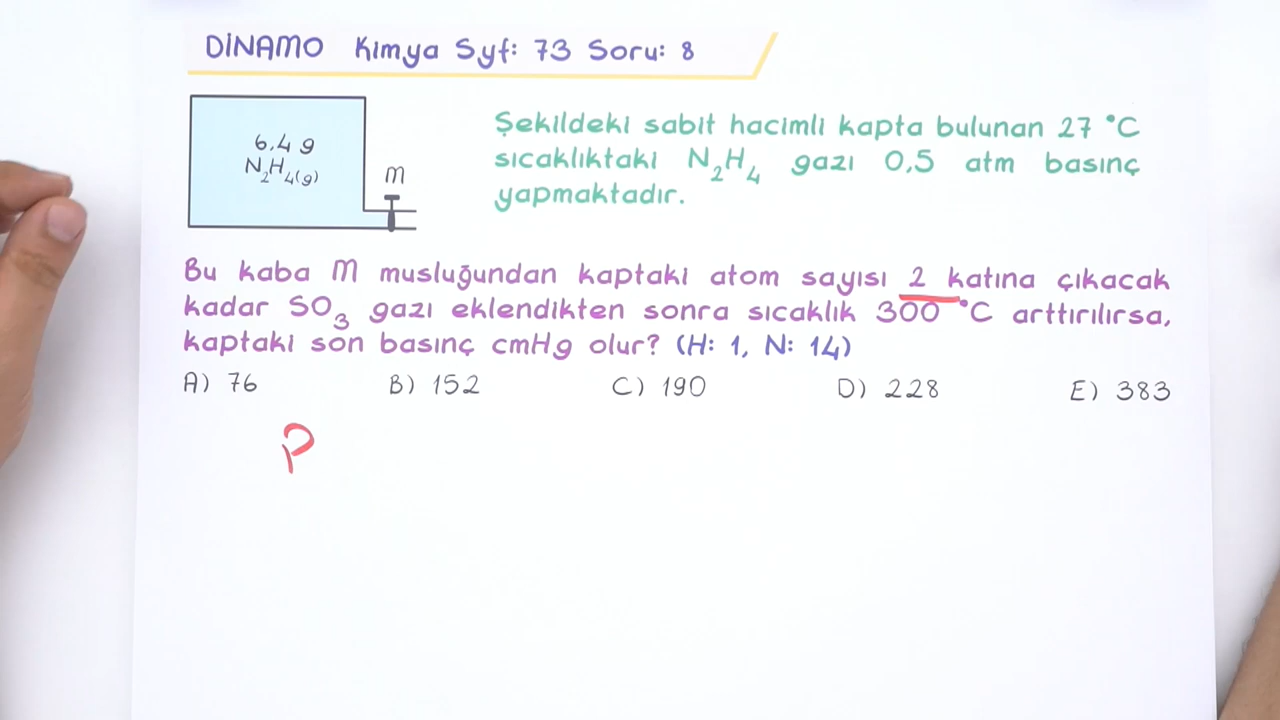 DİNAMO Kimya Syf: 73 Soru: 8
6,4 g
N₂H₄(g)
M
Şekildeki sabit hacimli kapta bulunan 27 °C
sıcaklıktaki N₂H₄ gazı 0,5 atm basınç
yapmaktadır.
Bu kaba M musluğundan kaptaki atom sayısı 2 katına çıkacak
kadar SO₃ gazı eklendikten sonra sıcaklık 300 °C arttırılırsa,
kaptaki son basınç cmHg olur? (H: 1, N: 14)
A) 76 B) 152 C) 190 D) 228 E) 383
P